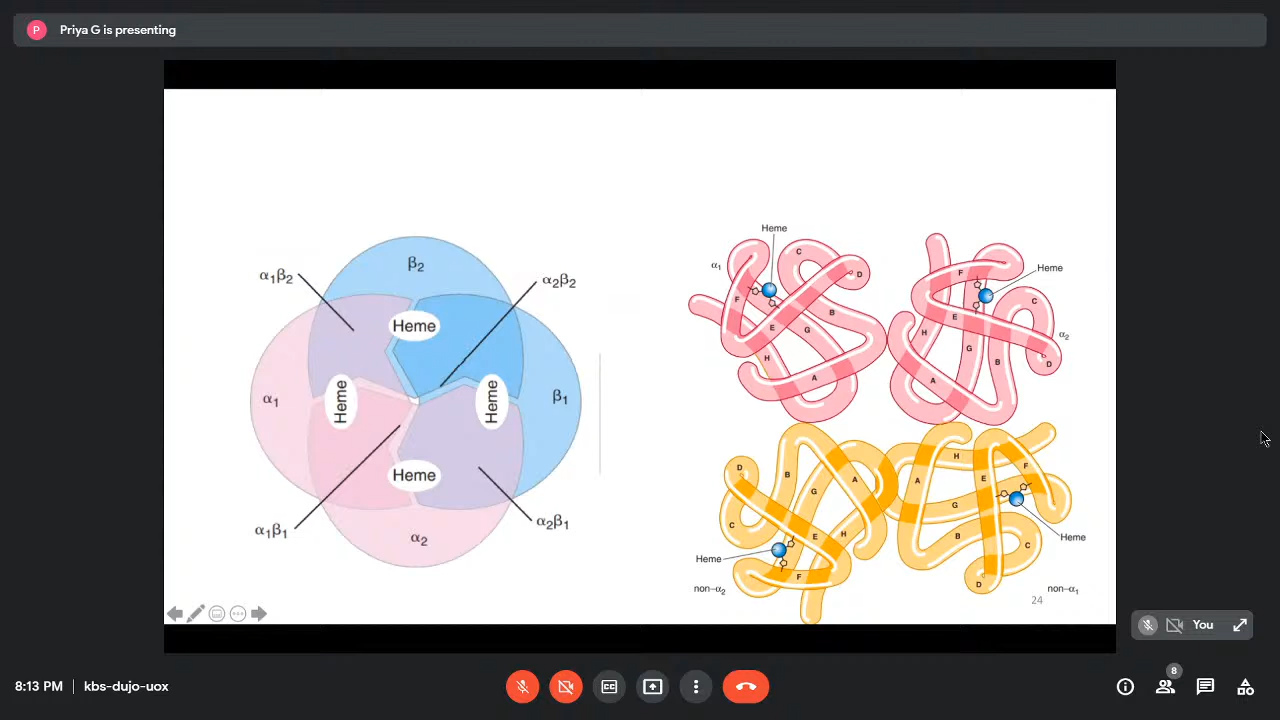 P Priya G is presenting
β₂
α₁β₂
α₂β₂
Heme
α₁
Heme
Heme
β₁
Heme
α₁β₁
α₂β₁
α₂
Heme
α₁
C
D
F
B
E
G
H
A
F
Heme
C
E
H
α₂
G
B
D
A
D
B
G
A
C
E
H
Heme
F
non–α₂
H
F
A
E
G
B
Heme
C
D
non–α₁
24
You
8
8:13 PM | kbs-dujo-uox
CC